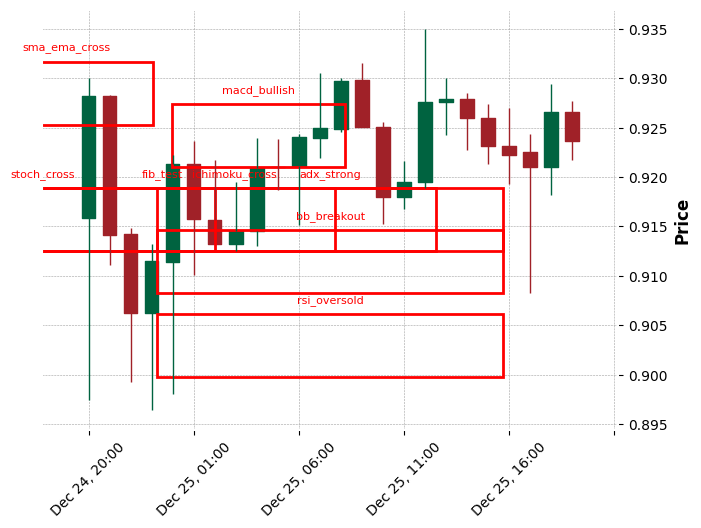 sma_ema_cross
macd_bullish
stoch_cross
adx_strong
bb_breakout
rsi_oversold
0.935
0.930
0.925
0.920
0.915
0.910
0.905
0.900
0.895
Price
Dec 24, 20:00
Dec 25, 01:00
Dec 25, 06:00
Dec 25, 11:00
Dec 25, 16:00